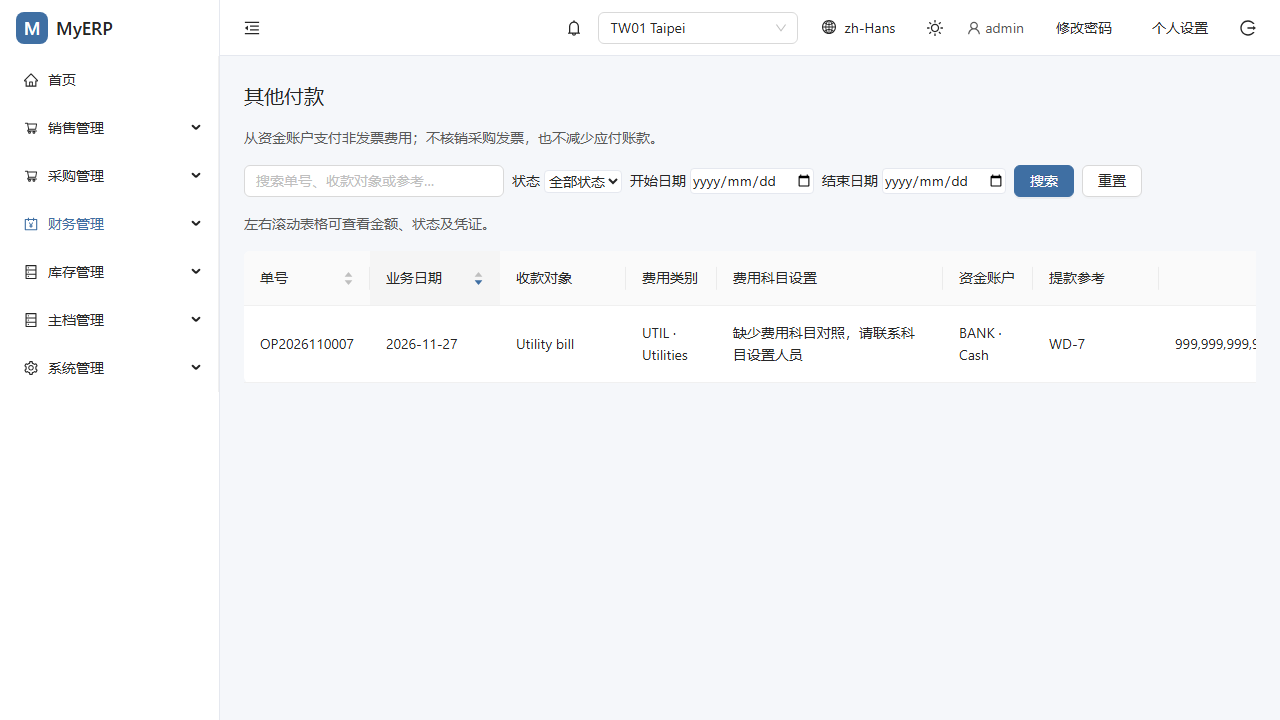 M MyERP
TW01 Taipei
zh-Hans
admin
修改密码
个人设置
首页
销售管理
采购管理
财务管理
库存管理
主档管理
系统管理
其他付款
从资金账户支付非发票费用；不核销采购发票，也不减少应付账款。
搜索单号、收款对象或参考... 状态 全部状态 开始日期 yyyy/mm/dd 结束日期 yyyy/mm/dd 搜索 重置
左右滚动表格可查看金额、状态及凭证。
单号 业务日期 收款对象 费用类别 费用科目设置 资金账户 提款参考
OP2026110007 2026-11-27 Utility bill UTIL · Utilities 缺少费用科目对照，请联系科目设置人员 BANK · Cash WD-7 999,999,999,9